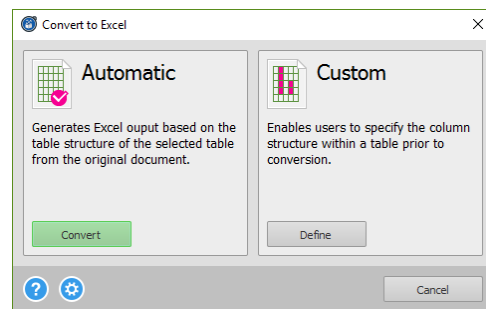 Convert to Excel
Automatic
Generates Excel ouput based on the
table structure of the selected table
from the original document.
Convert
Custom
Enables users to specify the column
structure within a table prior to
conversion.
Define
?
Cancel